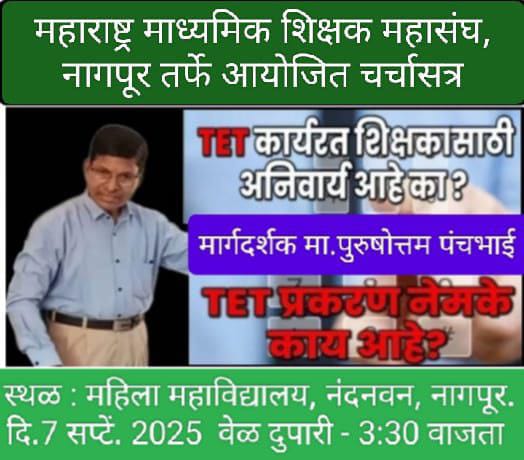 महाराष्ट्र माध्यमिक शिक्षक महासंघ,
नागपूर तर्फे आयोजित चर्चासत्र
TET कार्यरत शिक्षकासाठी
अनिवार्य आहे का?
मार्गदर्शक मा.पुरुषोत्तम पंचभाई
TET प्रकरण नेमके
काय आहे?
स्थळ : महिला महाविद्यालय, नंदनवन, नागपूर.
दि.7 सप्टें. 2025 वेळ दुपारी - 3:30 वाजता